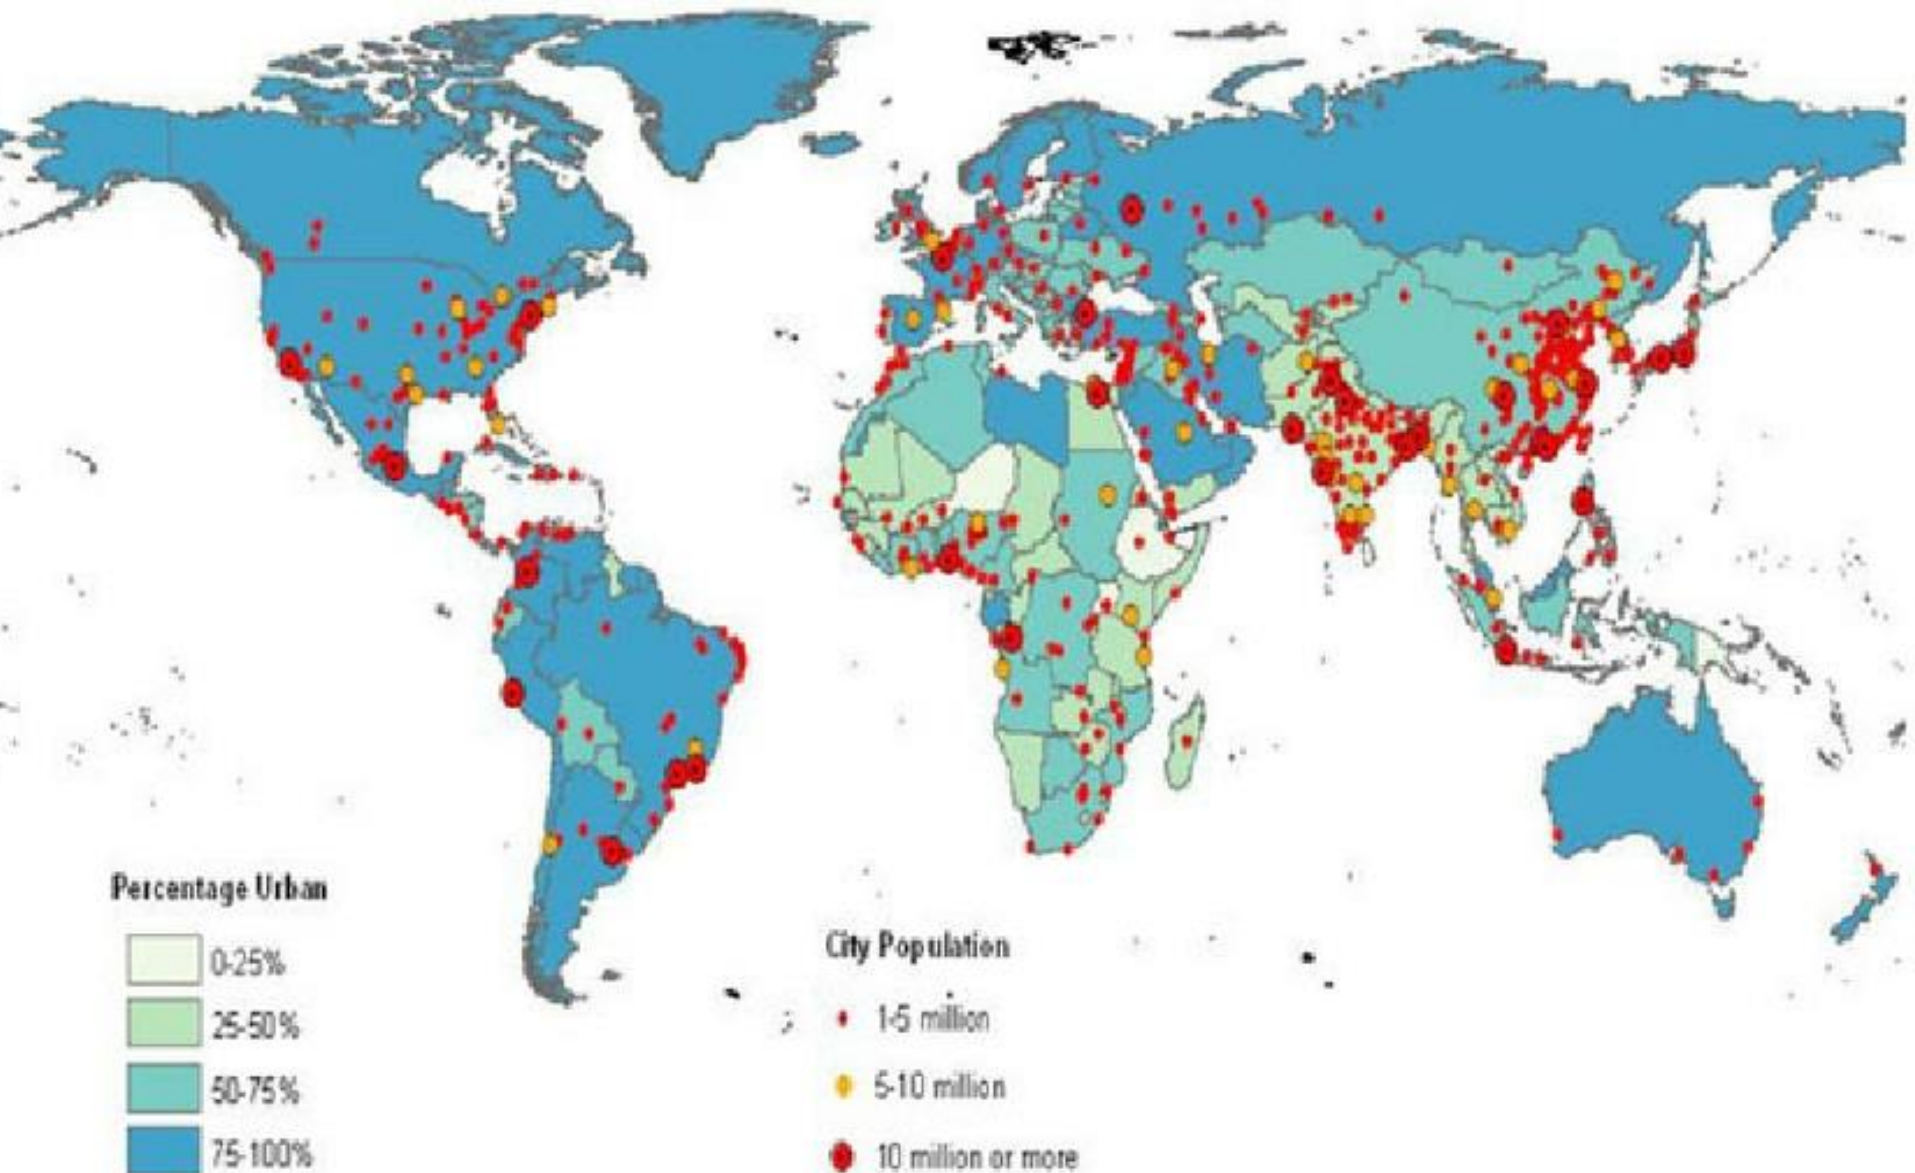 Percentage Urban
0-25%
25-50%
50-75%
75-100%
City Population
1-5 million
5-10 million
10 million or more